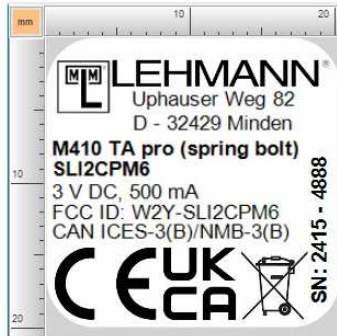 mm
10
20
10
20
MM
L
LEHMANN®
Uphauser Weg 82
D - 32429 Minden
M410 TA pro (spring bolt)
SLI2CPM6
3 V DC, 500 mA
FCC ID: W2Y-SLI2CPM6
CAN ICES-3(B)/NMB-3(B)
CE
UK
CA
SN: 2415 - 4888